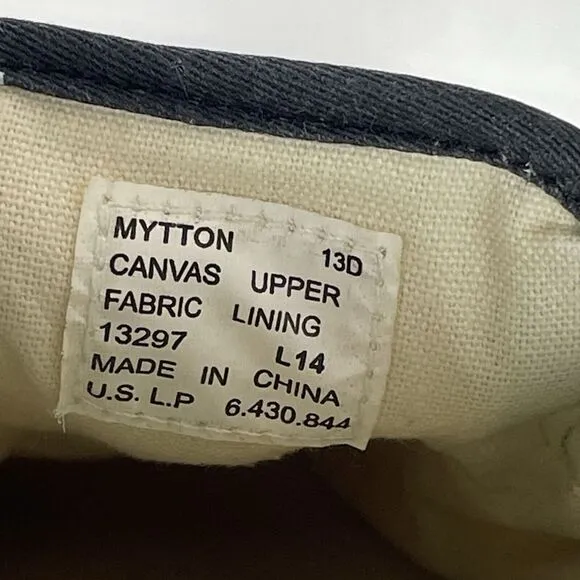 MYTTON 13D
CANVAS UPPER
FABRIC LINING
13297 L14
MADE IN CHINA
U.S. L.P 6.430.844